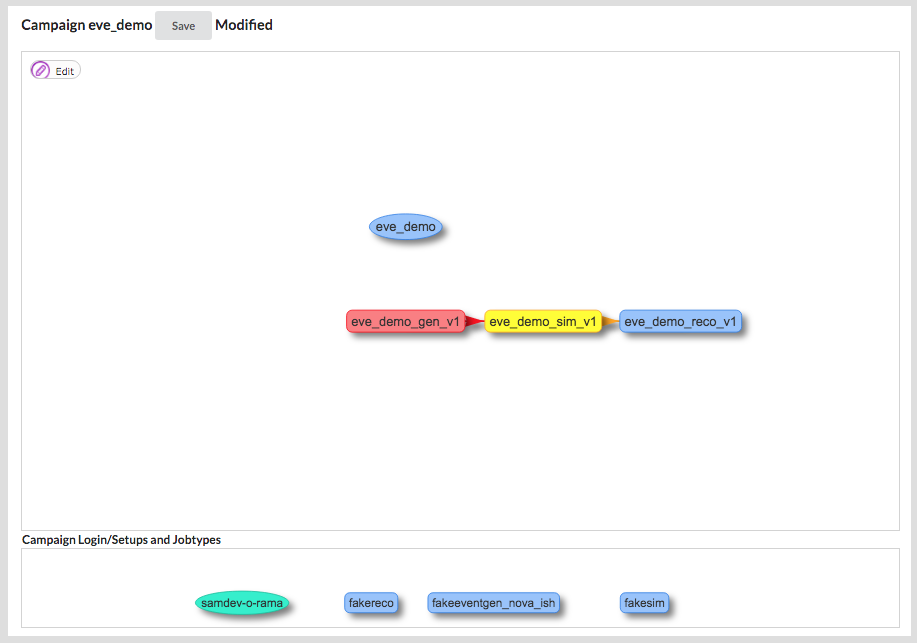 Campaign eve_demo Save Modified
Edit
eve_demo
eve_demo_gen_v1 eve_demo_sim_v1 eve_demo_reco_v1
Campaign Login/Setups and Jobtypes
samdev-o-rama fakereco fakeeventgen_nova_ish fakesim